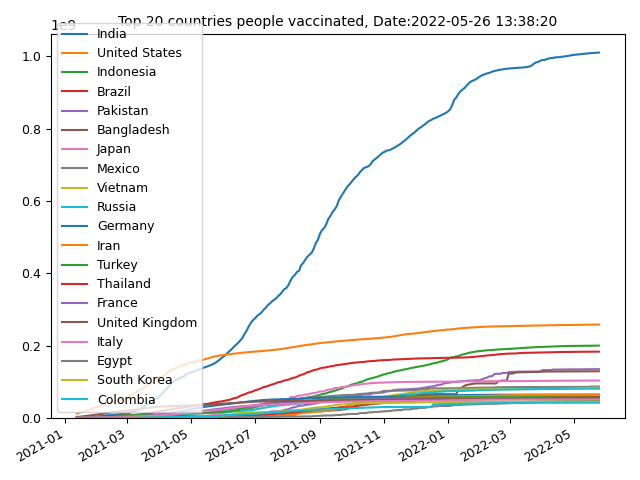 Top 20 countries people vaccinated, Date:2022-05-26 13:38:20
1e9
1.0
0.8
0.6
0.4
0.2
0.0
India
United States
Indonesia
Brazil
Pakistan
Bangladesh
Japan
Mexico
Vietnam
Russia
Germany
Iran
Turkey
Thailand
France
United Kingdom
Italy
Egypt
South Korea
Colombia
2021-01
2021-03
2021-05
2021-07
2021-09
2021-11
2022-01
2022-03
2022-05